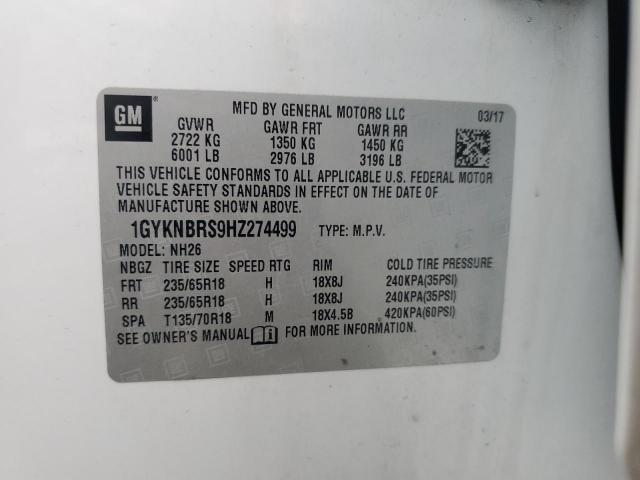 GM
MFD BY GENERAL MOTORS LLC 03/17
GVWR GAWR FRT GAWR RR
2722 KG 1350 KG 1450 KG
6001 LB 2976 LB 3196 LB
THIS VEHICLE CONFORMS TO ALL APPLICABLE U.S. FEDERAL MOTOR
VEHICLE SAFETY STANDARDS IN EFFECT ON THE DATE OF
MANUFACTURE SHOWN ABOVE.
1GYKNBRS9HZ274499 TYPE: M.P.V.
MODEL: NH26
NBGZ TIRE SIZE SPEED RTG RIM COLD TIRE PRESSURE
FRT 235/65R18 H 18X8J 240KPA(35PSI)
RR 235/65R18 H 18X8J 240KPA(35PSI)
SPA T135/70R18 M 18X4.5B 420KPA(60PSI)
SEE OWNER'S MANUAL FOR MORE INFORMATION.